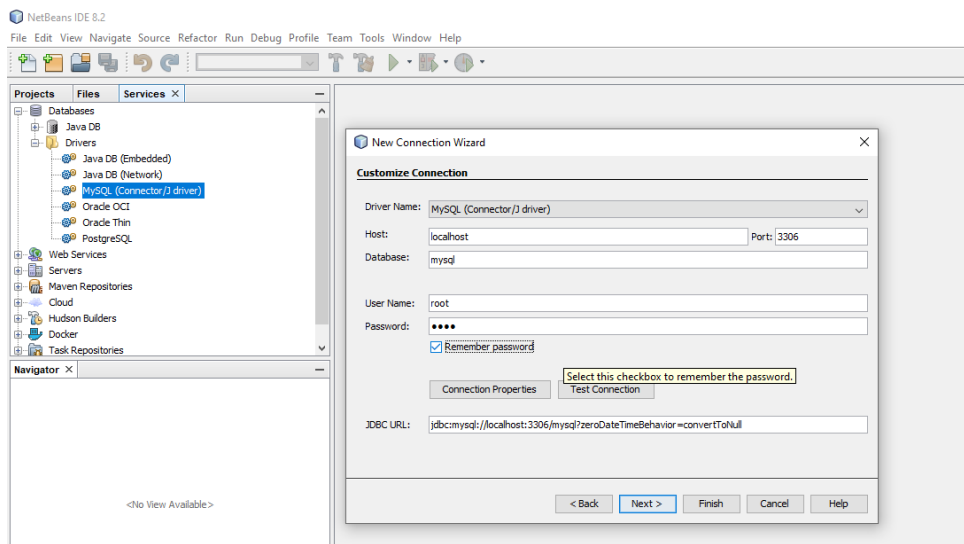 NetBeans IDE 8.2
File Edit View Navigate Source Refactor Run Debug Profile Team Tools Window Help
Projects Files Services
Databases
Java DB
Drivers
Java DB (Embedded)
Java DB (Network)
MySQL (Connector/J driver)
Oracle OCI
Oracle Thin
PostgreSQL
Web Services
Servers
Maven Repositories
Cloud
Hudson Builders
Docker
Task Repositories
Navigator
<No View Available>
New Connection Wizard
Customize Connection
Driver Name: MySQL (Connector/J driver)
Host: localhost Port: 3306
Database: mysql
User Name: root
Password: ●●●●
Remember password
Select this checkbox to remember the password.
Connection Properties Test Connection
JDBC URL: jdbc:mysql://localhost:3306/mysql?zeroDateTimeBehavior=convertToNull
< Back Next > Finish Cancel Help